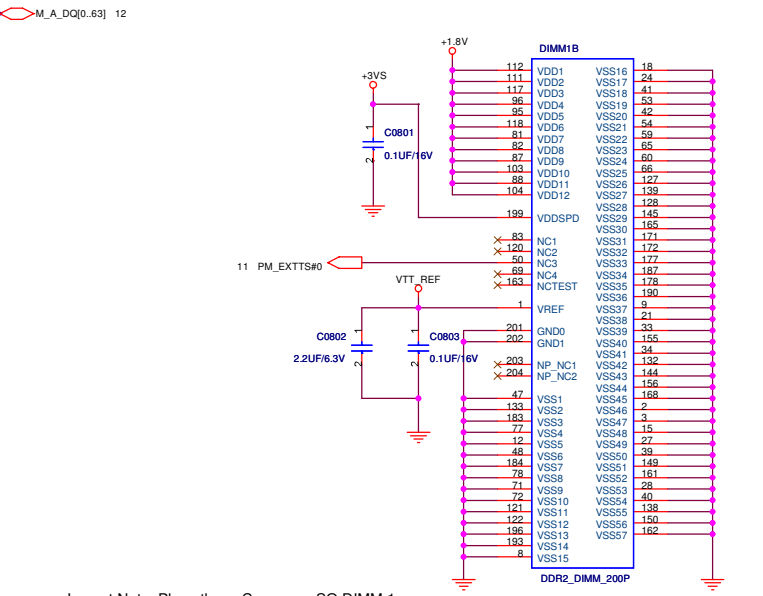 M_A_DQ[0..63] 12
+1.8V
DIMM1B
+3VS
112 VDD1 VSS16 18
111 VDD2 VSS17 24
117 VDD3 VSS18 41
96 VDD4 VSS19 53
95 VDD5 VSS20 42
118 VDD6 VSS21 54
81 VDD7 VSS22 59
82 VDD8 VSS23 65
87 VDD9 VSS24 60
103 VDD10 VSS25 66
88 VDD11 VSS26 127
104 VDD12 VSS27 139
VSS28 128
199 VDDSPD VSS29 145
VSS30 165
83 NC1 VSS31 171
120 NC2 VSS32 172
50 NC3 VSS33 177
69 NC4 VSS34 187
163 NCTEST VSS35 178
VSS36 190
1 VREF VSS37 9
VSS38 21
201 GND0 VSS39 33
202 GND1 VSS40 155
VSS41 34
203 NP_NC1 VSS42 132
204 NP_NC2 VSS43 144
VSS44 156
47 VSS1 VSS45 168
133 VSS2 VSS46 2
183 VSS3 VSS47 3
77 VSS4 VSS48 15
12 VSS5 VSS49 27
48 VSS6 VSS50 39
184 VSS7 VSS51 149
78 VSS8 VSS52 161
71 VSS9 VSS53 28
72 VSS10 VSS54 40
121 VSS11 VSS55 138
122 VSS12 VSS56 150
196 VSS13 VSS57 162
193 VSS14
8 VSS15
DDR2_DIMM_200P
1
C0801
0.1UF/16V
2
11 PM_EXTTS#0
VTT_REF
1 1
C0802 C0803
2.2UF/6.3V 0.1UF/16V
2 2